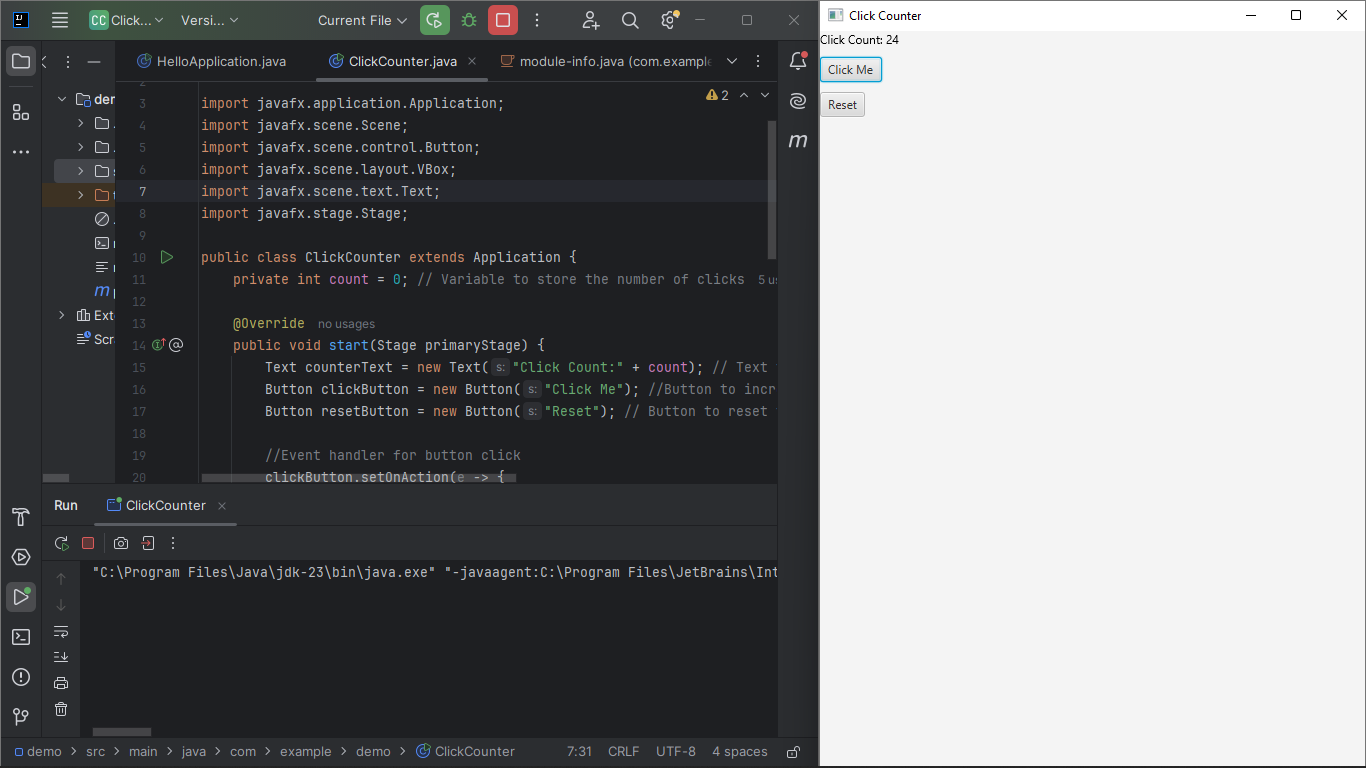 CC Click... Versi... Current File
HelloApplication.java ClickCounter.java module-info.java (com.example
2
3 import javafx.application.Application;
4 import javafx.scene.Scene;
5 import javafx.scene.control.Button;
6 import javafx.scene.layout.VBox;
7 import javafx.scene.text.Text;
8 import javafx.stage.Stage;
9
10 public class ClickCounter extends Application {
11 private int count = 0; // Variable to store the number of clicks 5 us
12
13 @Override no usages
14 public void start(Stage primaryStage) {
15 Text counterText = new Text( s: "Click Count:" + count); // Text
16 Button clickButton = new Button( s: "Click Me"); //Button to incr
17 Button resetButton = new Button( s: "Reset"); // Button to reset
18
19 //Event handler for button click
20 clickButton.setOnAction(e -> {
2
der
Exte
Scra
Run ClickCounter
"C:\Program Files\Java\jdk-23\bin\java.exe" "-javaagent:C:\Program Files\JetBrains\Int
demo > src > main > java > com > example > demo > ClickCounter 7:31 CRLF UTF-8 4 spaces
Click Counter
Click Count: 24
Click Me
Reset